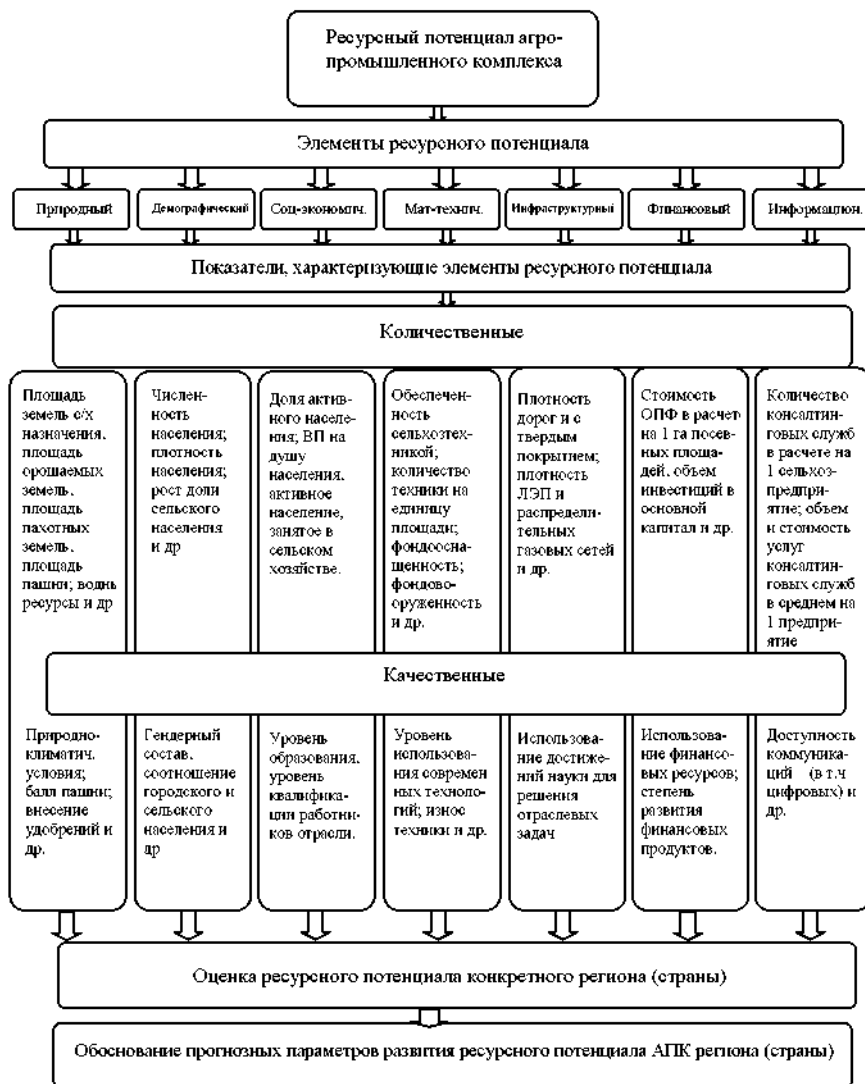 Ресурсный потенциал агро-
промышленного комплекса
Элементы ресурсного потенциала
Природный
Демографический
Соц-экономич.
Мат-технич.
Инфраструктурный
Финансовый
Информацион.
Показатели, характеризующие элементы ресурсного потенциала
Количественные
Площадь
земель с/х
назначения,
площадь
орошаемых
земель,
площадь
пахотных
земель,
площадь
пашни; воднь
ресурсы и др
Числен-
ность
населения;
плотность
населения;
рост доли
сельского
населения
и др
Доля актив-
ного населе-
ния; ВП на
душу
населения,
активное
население,
занятое в
сельском
хозяйстве.
Обеспечен-
ность
сельхозтех-
никой;
количество
техники на
единицу
площади;
фондоосна-
щенность;
фондово-
оруженность
и др.
Плотность
дорог и с
твердым
покрытием;
плотность
ЛЭП и
распредели-
тельных
газовых сетей
и др.
Стоимость
ОПФ в расчет
на 1 га посев-
ных площа-
дей, объем
инвестиций в
основной
капитал и др.
Количество
консалтин-
говых служб
в расчете на
1 сельхоз-
предпри-
ятие; объем
и стоимость
услуг
консалтин-
говых служб
в среднем на
1 предпри-
ятие
Качественные
Природно-
климатич.
условия;
балл пашни;
внесение
удобрений и
др.
Гендерный
состав,
соотношение
городского и
сельского
населения и
др
Уровень
образования,
уровень
квалифика-
ции работни-
ков отрасли.
Уровень
использова-
ния современ
ных техноло-
гий; износ
техники и др.
Использование
достижений
науки для
решения
отраслевых
задач
Использова-
ние финансо-
вых ресурсов;
степень
развития
финансовых
продуктов.
Доступность
коммуника-
ций (в т.ч
цифровых) и
др.
Оценка ресурсного потенциала конкретного региона (страны)
Обоснование прогнозных параметров развития ресурсного потенциала АПК региона (страны)